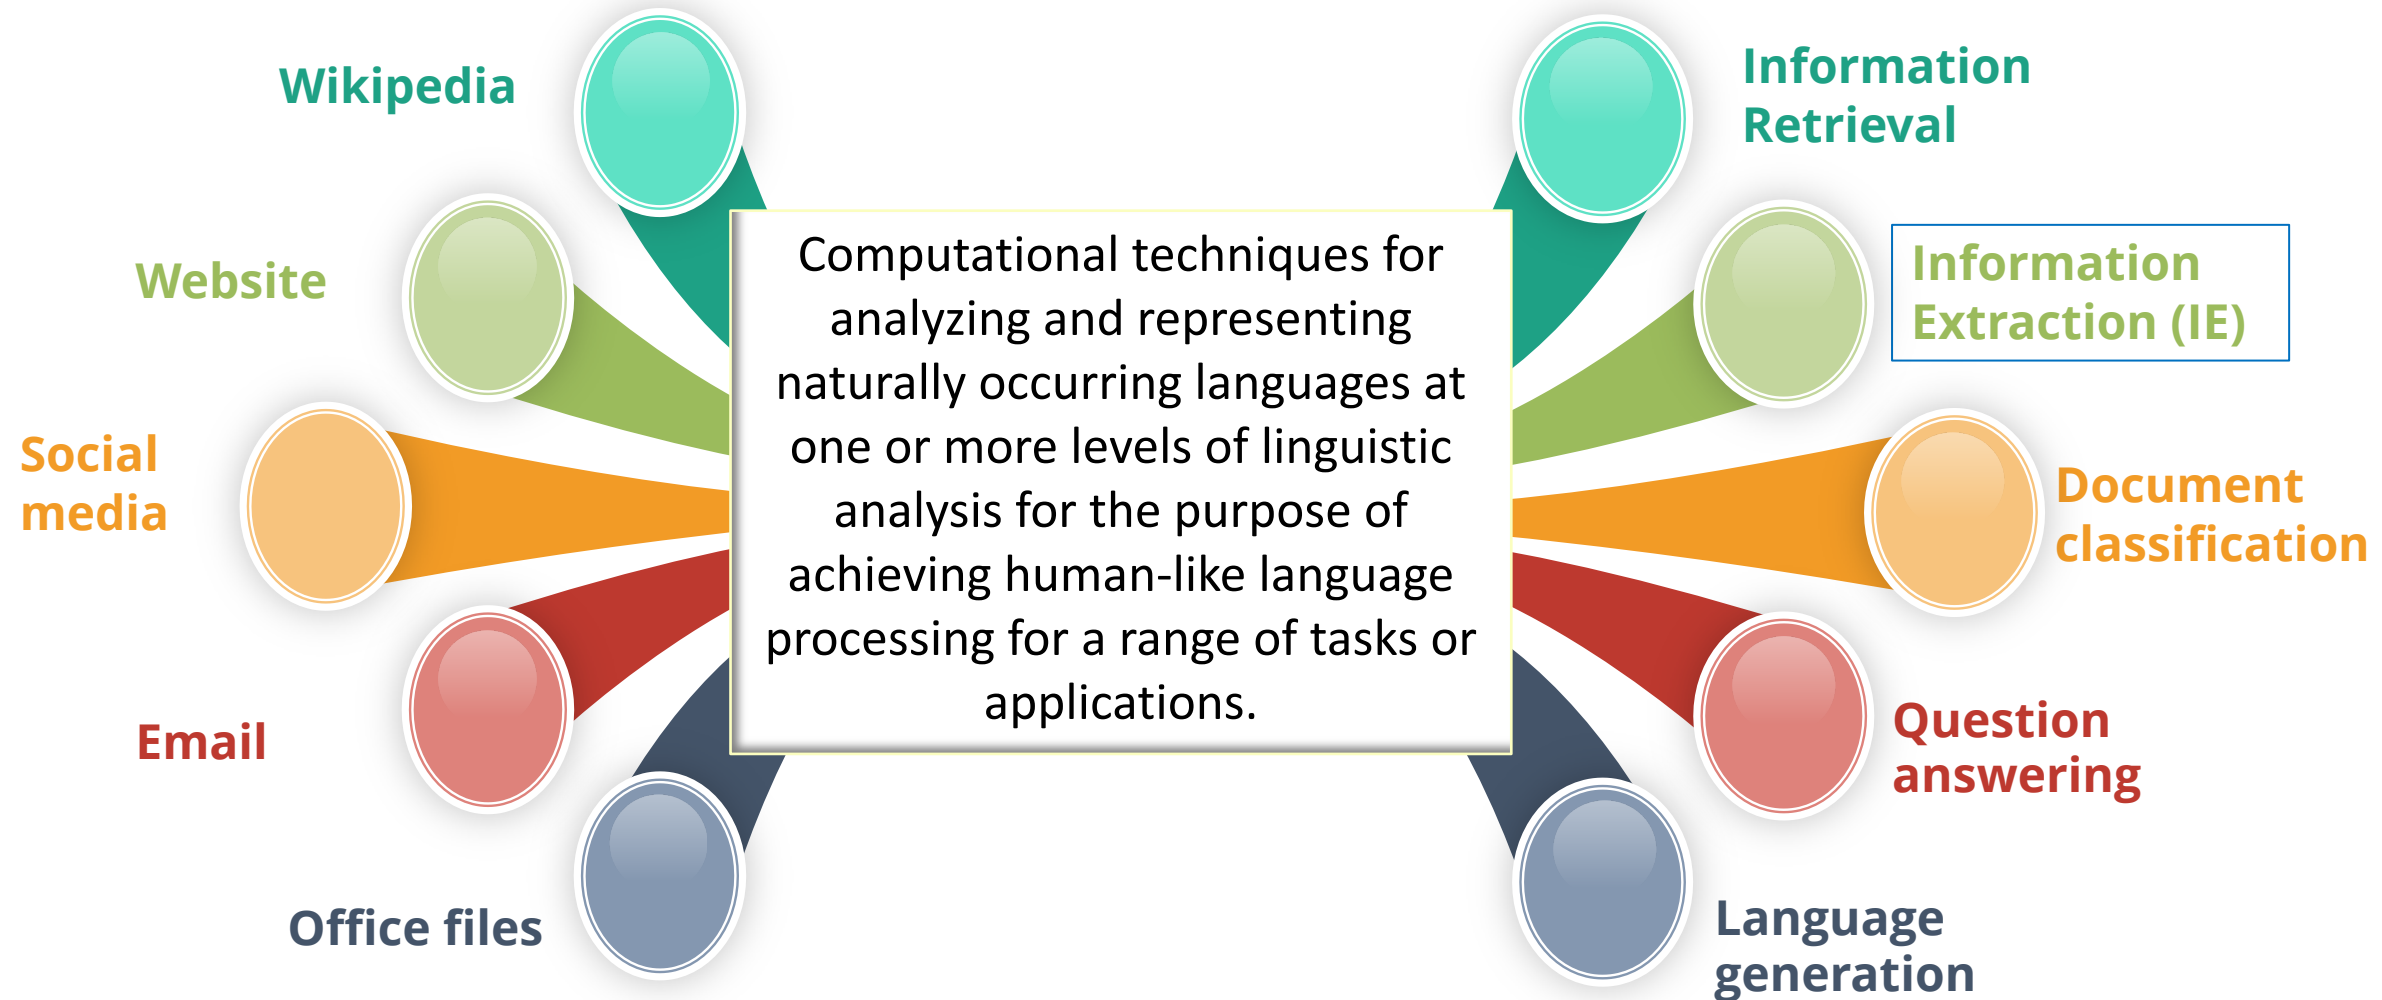 Wikipedia
Website
Social
media
Email
Office files
Computational techniques for
analyzing and representing
naturally occurring languages at
one or more levels of linguistic
analysis for the purpose of
achieving human-like language
processing for a range of tasks or
applications.
Information
Retrieval
Information
Extraction (IE)
Document
classification
Question
answering
Language
generation